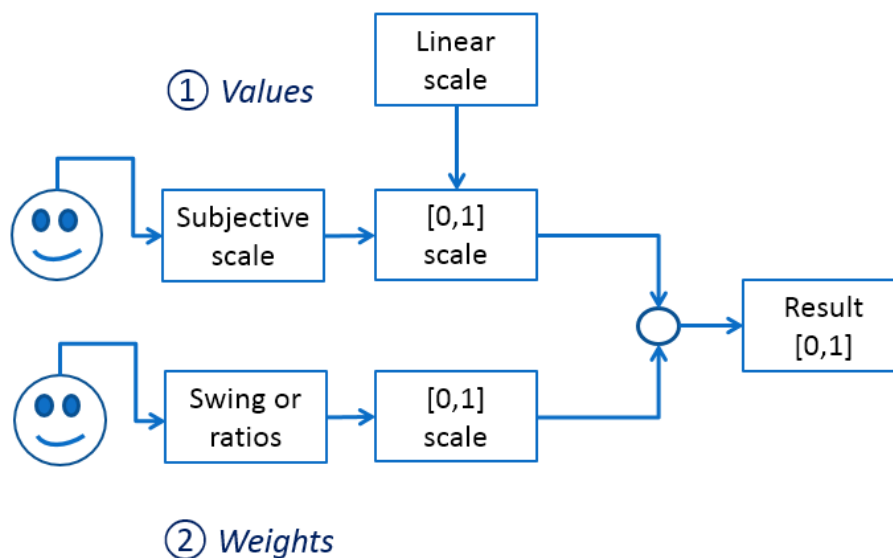 Linear
scale
① Values
Subjective
scale
[0,1]
scale
Result
[0,1]
Swing or
ratios
[0,1]
scale
② Weights